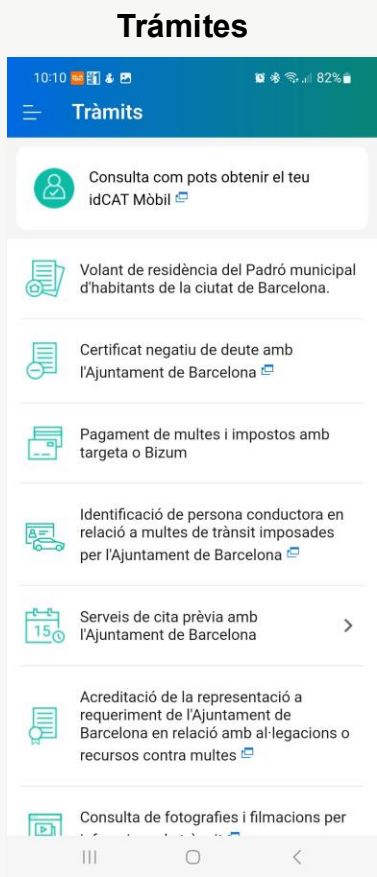 Trámites
10:10
82%
Tràmits
Consulta com pots obtenir el teu
idCAT Mòbil
Volant de residència del Padró municipal
d'habitants de la ciutat de Barcelona.
Certificat negatiu de deute amb
l'Ajuntament de Barcelona
Pagament de multes i impostos amb
targeta o Bizum
Identificació de persona conductora en
relació a multes de trànsit imposades
per l'Ajuntament de Barcelona
15
Serveis de cita prèvia amb
l'Ajuntament de Barcelona
Acreditació de la representació a
requeriment de l'Ajuntament de
Barcelona en relació amb al·legacions o
recursos contra multes
Consulta de fotografies i filmacions per